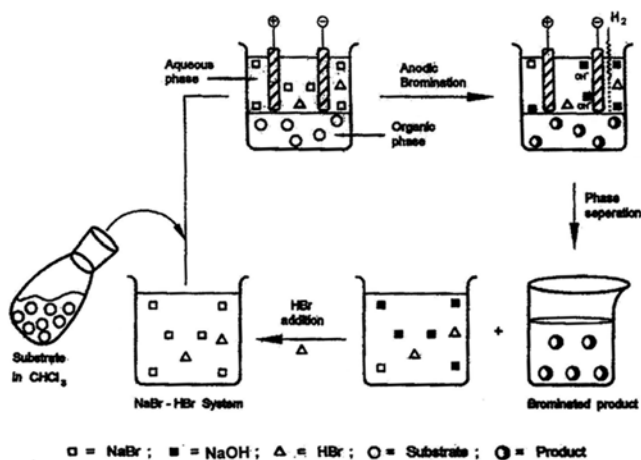 ⊕ ⊖
Aqueous
phase
Organic
phase
Anodic
Bromination
⊕ ⊖ H₂
OH⁻
OH⁻
Phase
seperation
Substrate
in CHCl₃
NaBr - HBr System
HBr
addition
+
Brominated product
□ = NaBr ; ■ = NaOH ; △ = HBr ; ○ = Substrate ; ◑ = Product